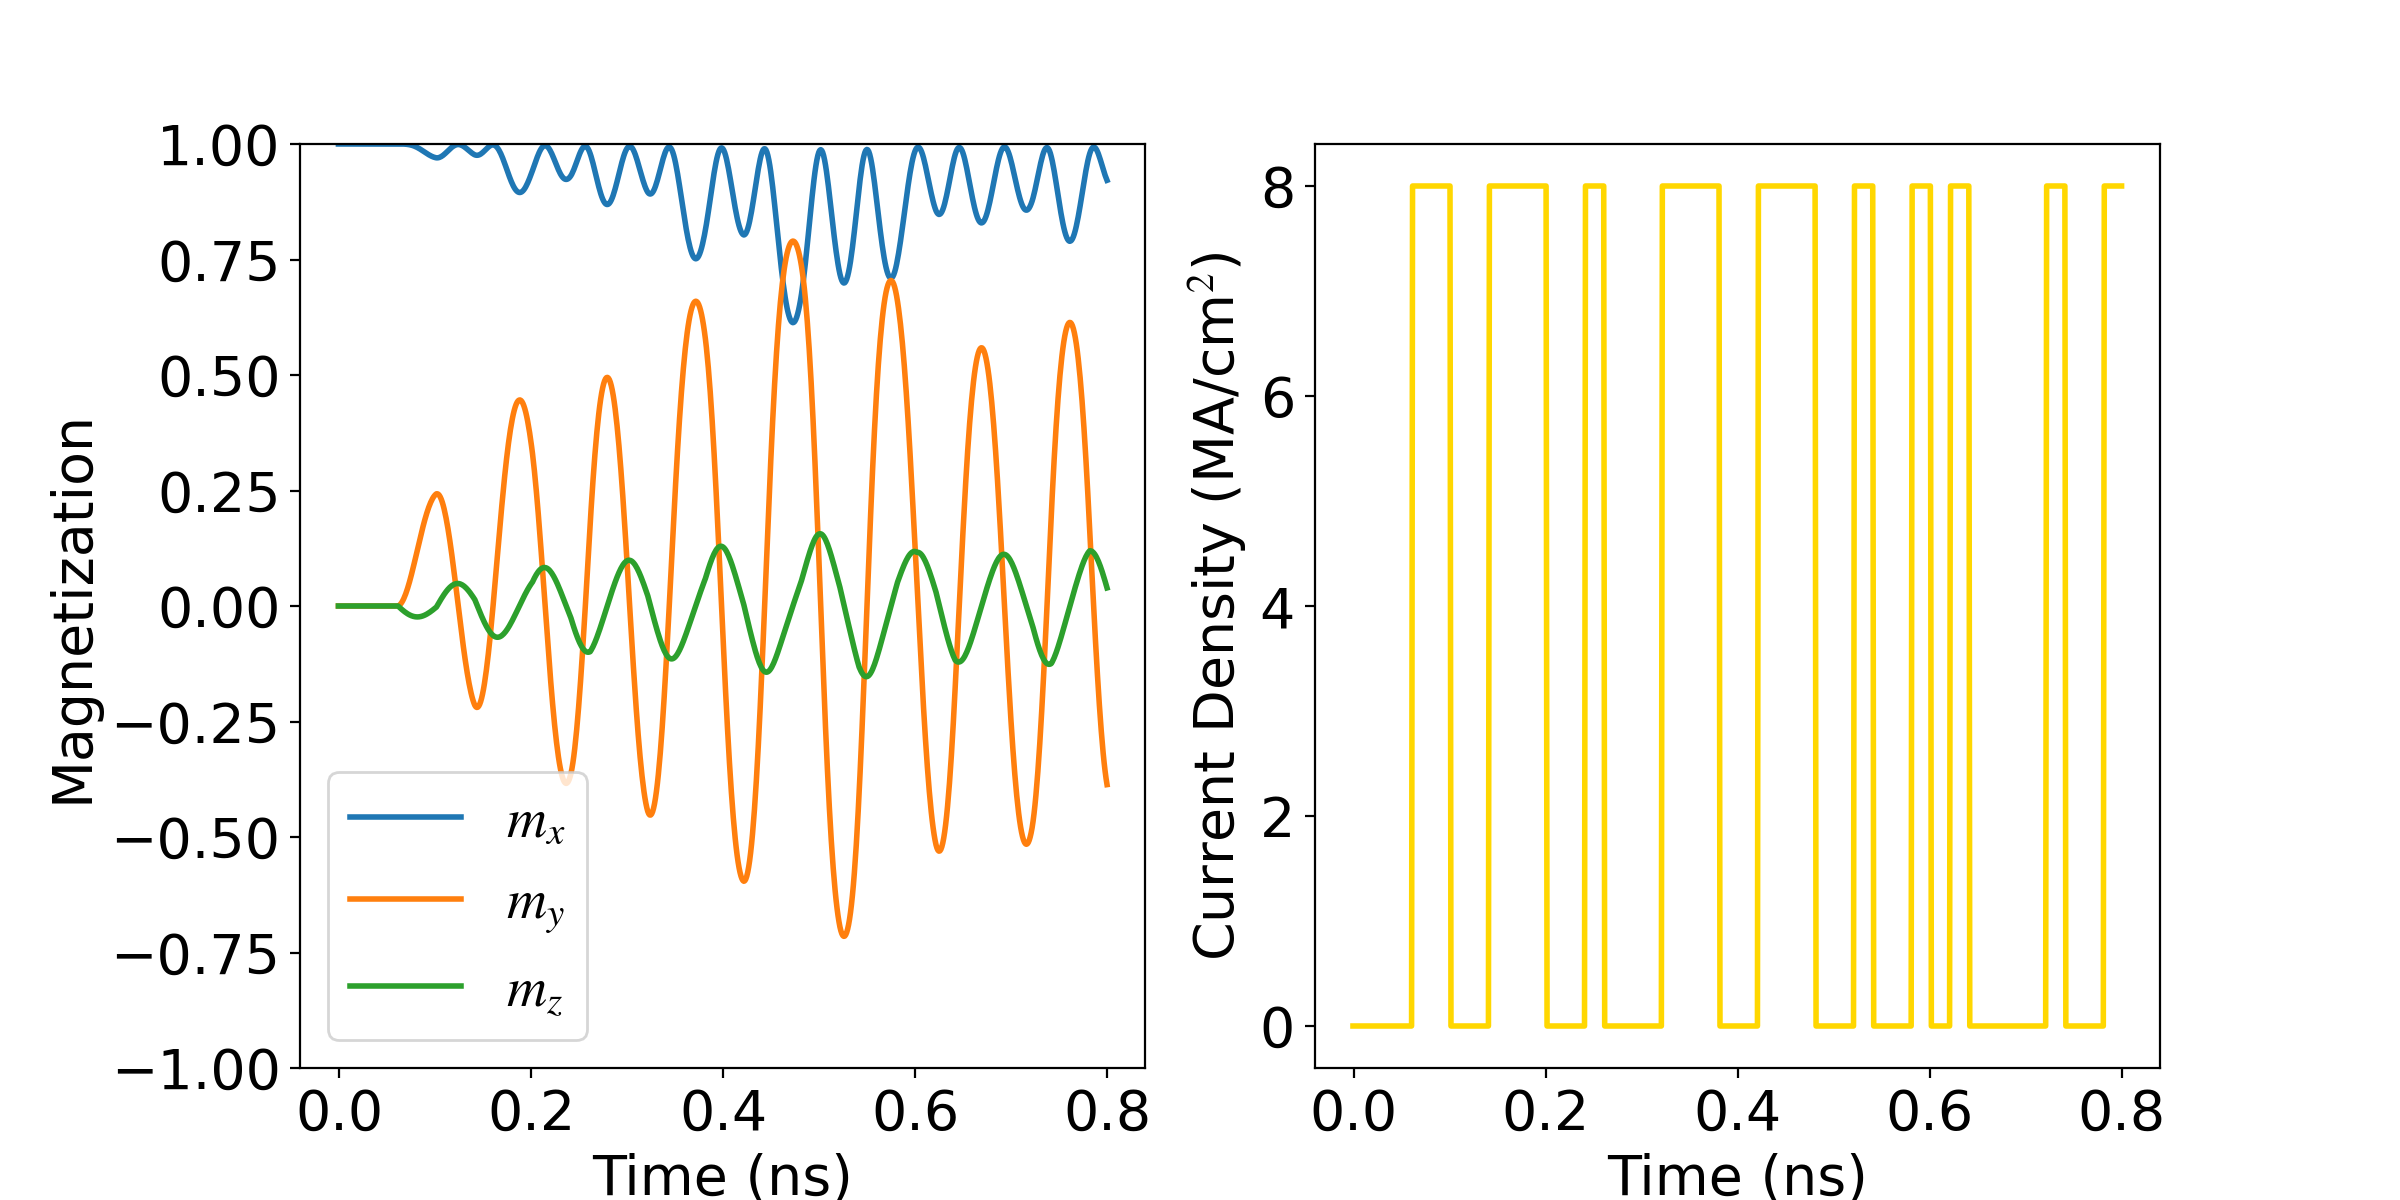 Magnetization
1.00
0.75
0.50
0.25
0.00
−0.25
−0.50
−0.75
−1.00
m_x
m_y
m_z
0.0 0.2 0.4 0.6 0.8
Time (ns)
Current Density (MA/cm²)
8
6
4
2
0
0.0 0.2 0.4 0.6 0.8
Time (ns)